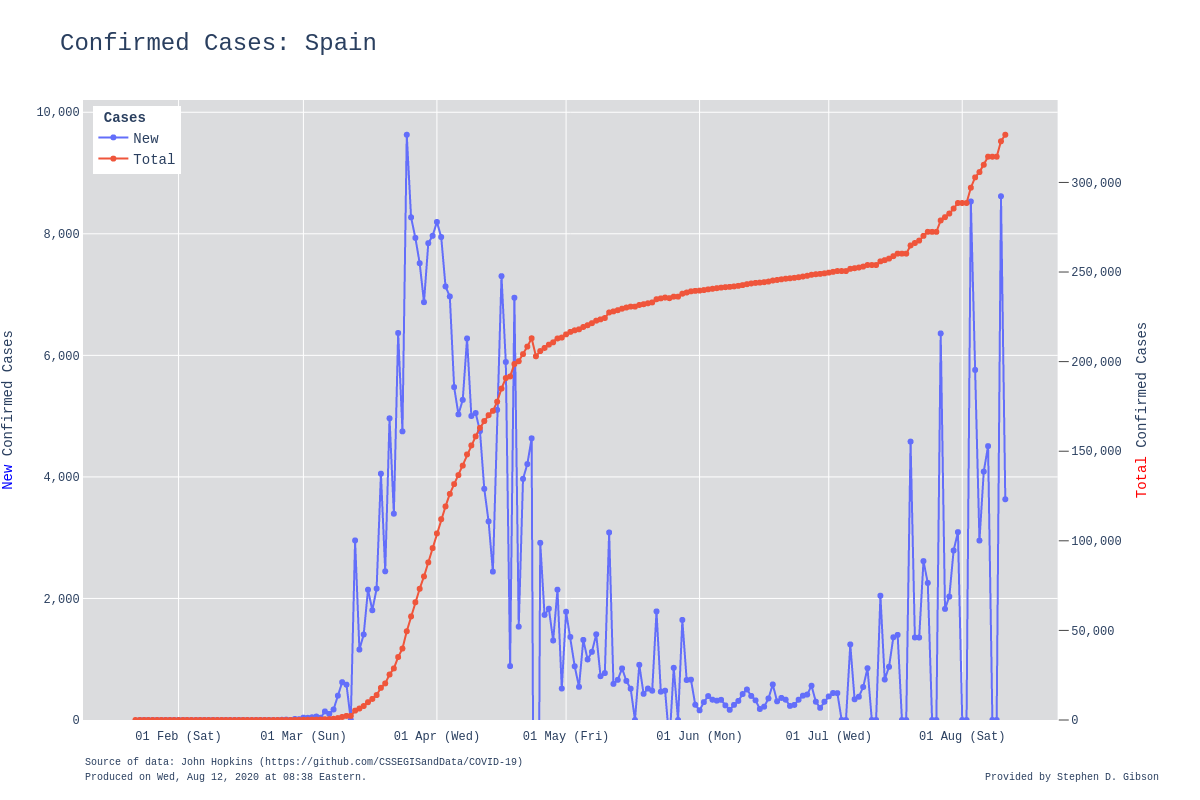 Confirmed Cases: Spain
Cases
New
Total
10,000
8,000
6,000
4,000
2,000
0
New Confirmed Cases
300,000
250,000
200,000
150,000
100,000
50,000
0
Total Confirmed Cases
01 Feb (Sat)
01 Mar (Sun)
01 Apr (Wed)
01 May (Fri)
01 Jun (Mon)
01 Jul (Wed)
01 Aug (Sat)
Source of data: John Hopkins (https://github.com/CSSEGISandData/COVID-19)
Produced on Wed, Aug 12, 2020 at 08:38 Eastern.
Provided by Stephen D. Gibson